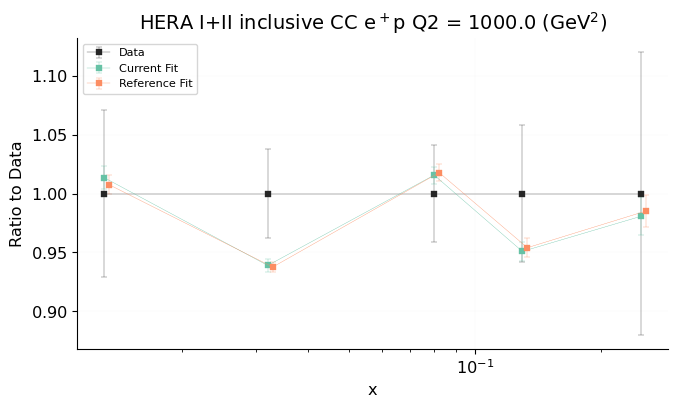 HERA I+II inclusive CC e⁺p Q2 = 1000.0 (GeV²)
Data
Current Fit
Reference Fit
Ratio to Data
1.10
1.05
1.00
0.95
0.90
10⁻¹
x